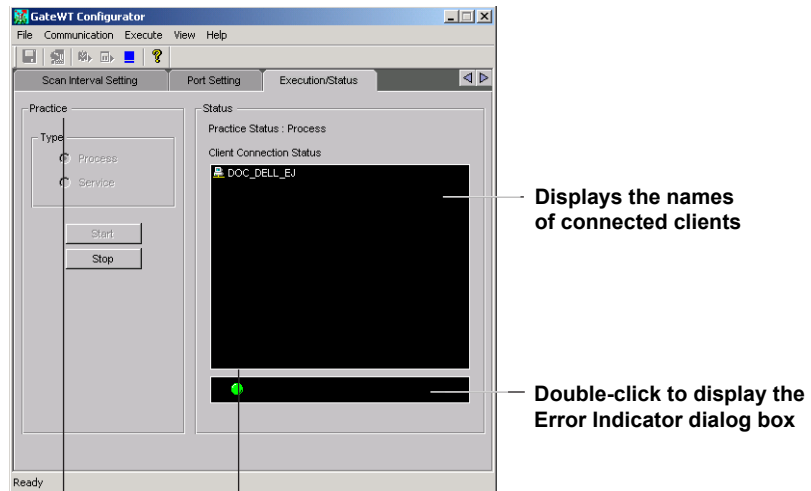 GateWT Configurator
File Communication Execute View Help
Scan Interval Setting Port Setting Execution/Status
Practice
Type
Process
Service
Start
Stop
Status
Practice Status : Process
Client Connection Status
DOC_DELL_EJ
Displays the names
of connected clients
Double-click to display the
Error Indicator dialog box
Ready